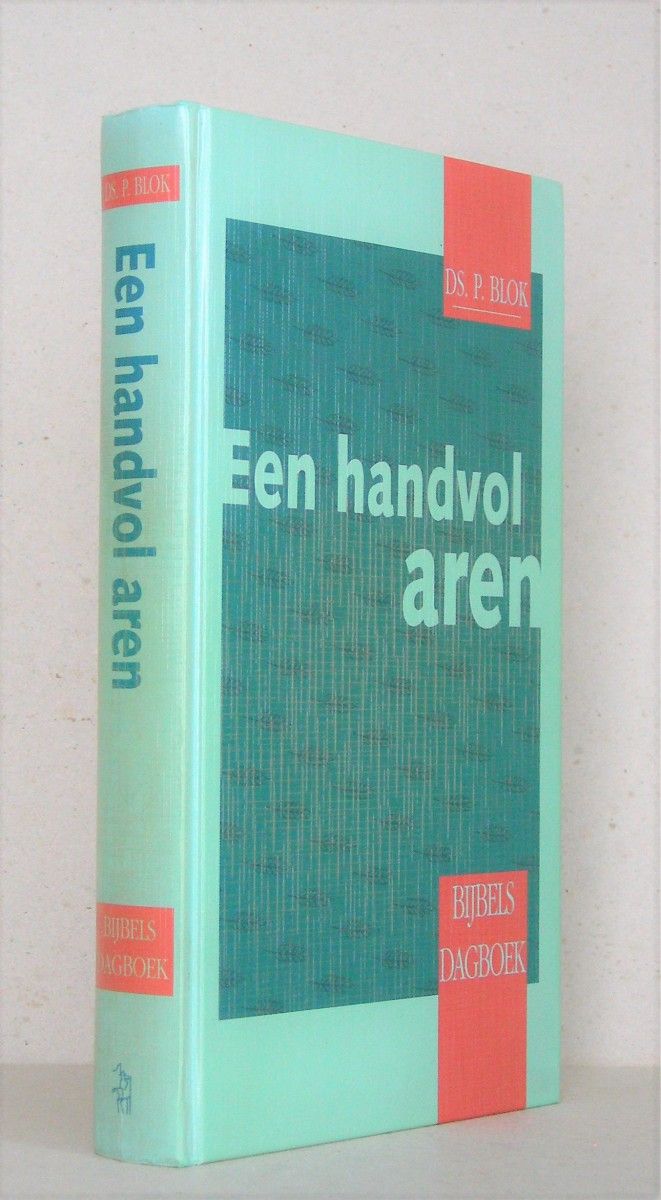 DS. P. BLOK
Een handvol aren
BIJBELS
DAGBOEK
DS. P. BLOK
Een handvol
aren
BIJBELS
DAGBOEK